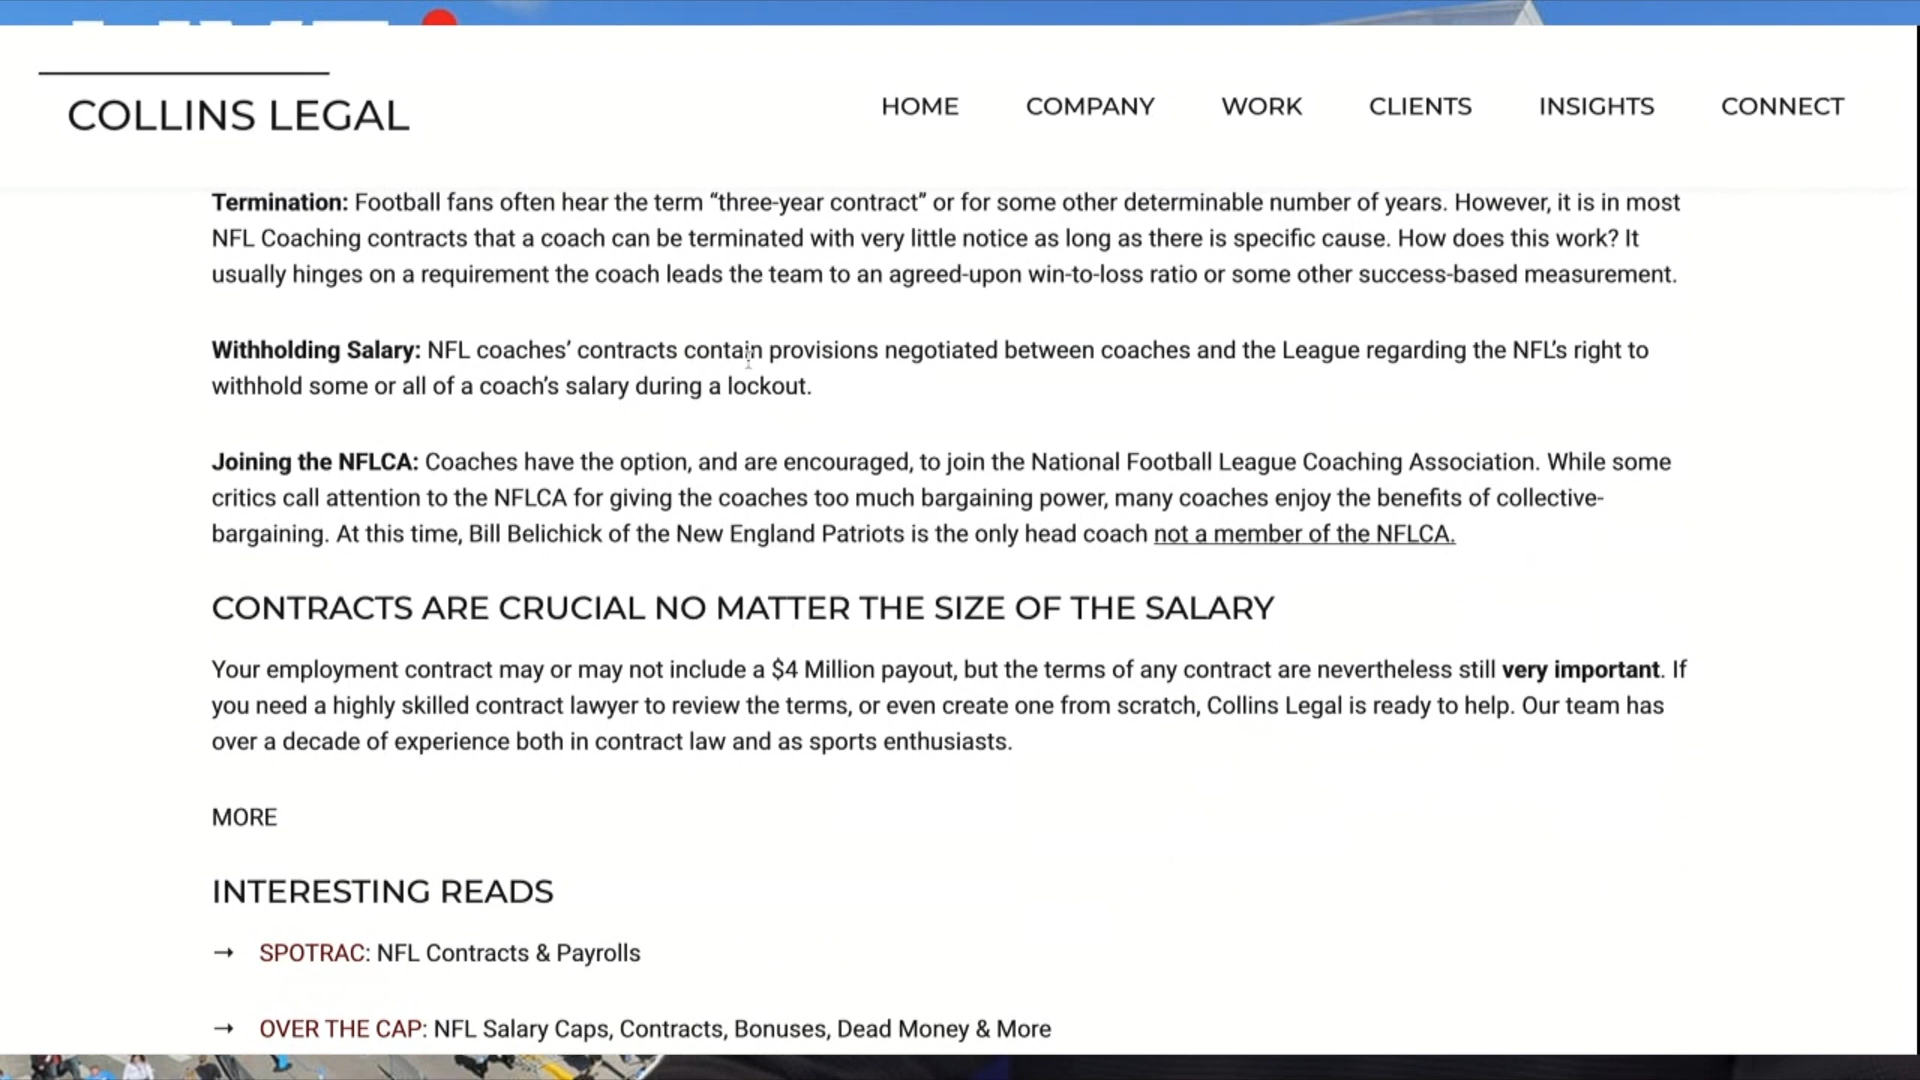 COLLINS LEGAL
HOME COMPANY WORK CLIENTS INSIGHTS CONNECT
Termination: Football fans often hear the term “three-year contract” or for some other determinable number of years. However, it is in most
NFL Coaching contracts that a coach can be terminated with very little notice as long as there is specific cause. How does this work? It
usually hinges on a requirement the coach leads the team to an agreed-upon win-to-loss ratio or some other success-based measurement.
Withholding Salary: NFL coaches’ contracts contain provisions negotiated between coaches and the League regarding the NFL’s right to
withhold some or all of a coach’s salary during a lockout.
Joining the NFLCA: Coaches have the option, and are encouraged, to join the National Football League Coaching Association. While some
critics call attention to the NFLCA for giving the coaches too much bargaining power, many coaches enjoy the benefits of collective-
bargaining. At this time, Bill Belichick of the New England Patriots is the only head coach not a member of the NFLCA.
CONTRACTS ARE CRUCIAL NO MATTER THE SIZE OF THE SALARY
Your employment contract may or may not include a $4 Million payout, but the terms of any contract are nevertheless still very important. If
you need a highly skilled contract lawyer to review the terms, or even create one from scratch, Collins Legal is ready to help. Our team has
over a decade of experience both in contract law and as sports enthusiasts.
MORE
INTERESTING READS
→ SPOTRAC: NFL Contracts & Payrolls
→ OVER THE CAP: NFL Salary Caps, Contracts, Bonuses, Dead Money & More